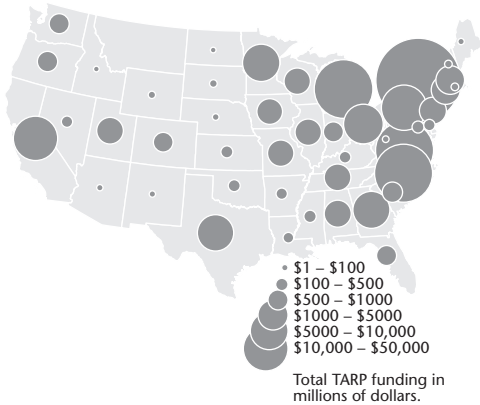 $1 – $100
$100 – $500
$500 – $1000
$1000 – $5000
$5000 – $10,000
$10,000 – $50,000
Total TARP funding in
millions of dollars.